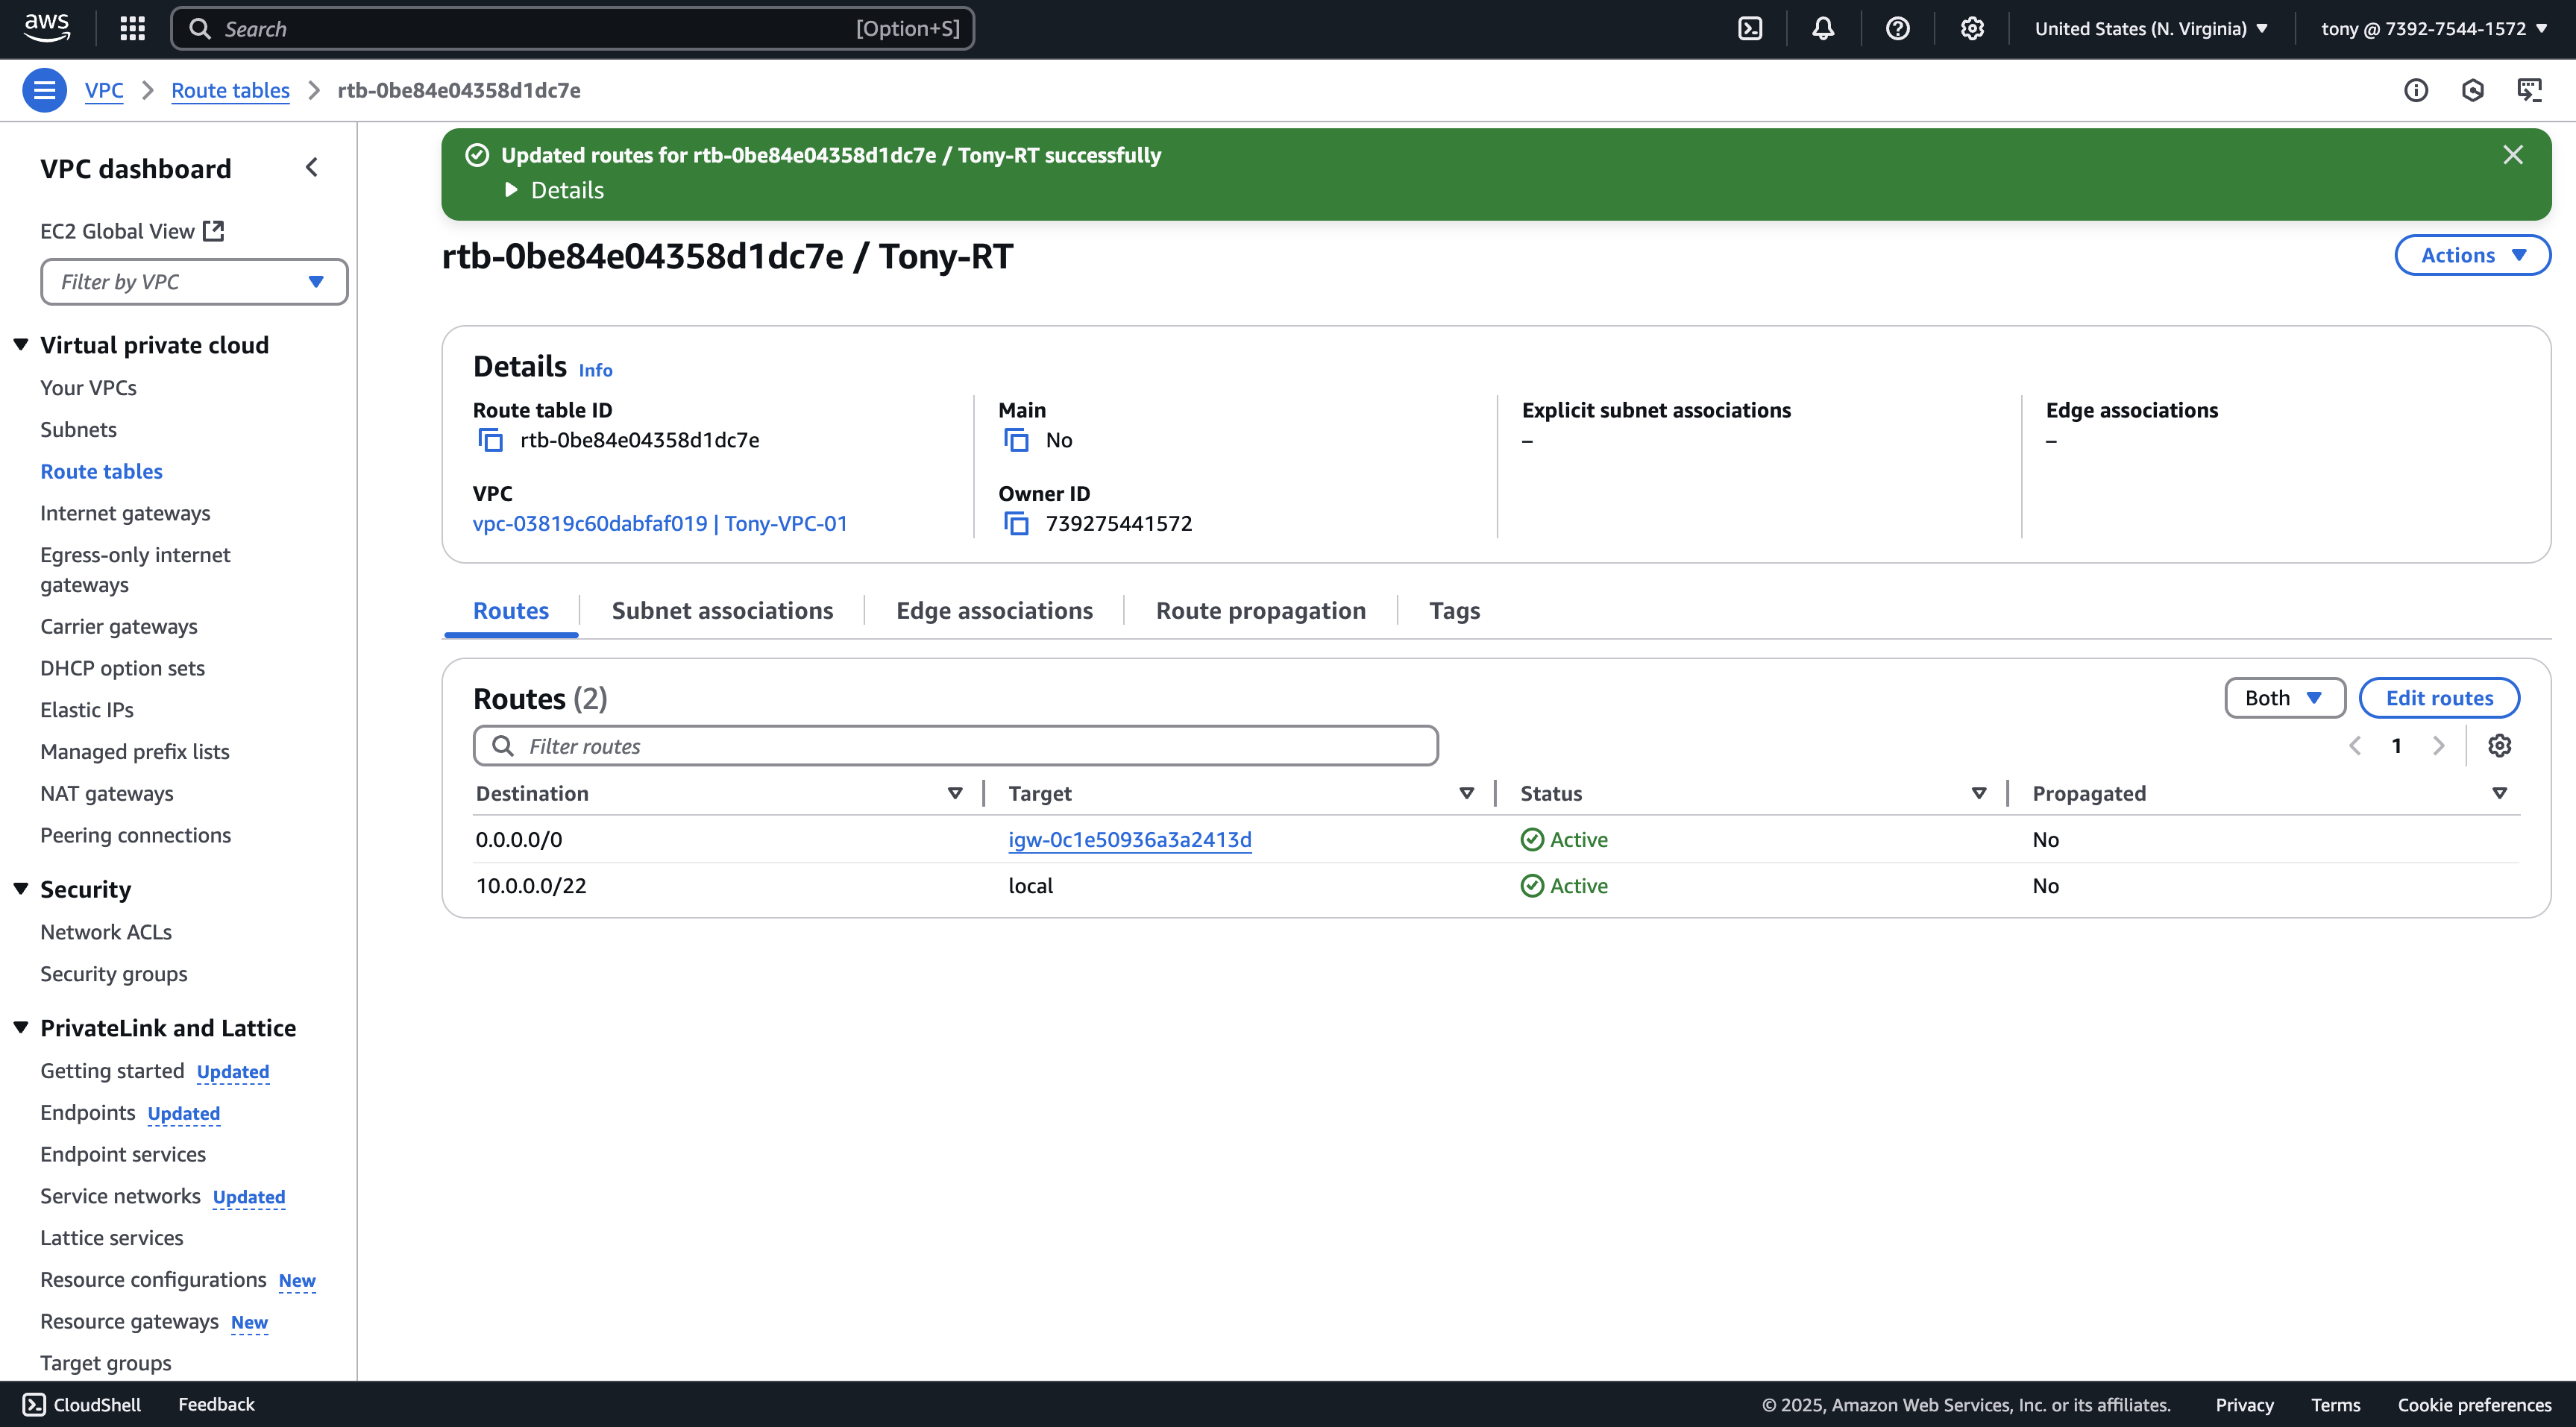 aws
Search [Option+S]
United States (N. Virginia)
tony @ 7392-7544-1572
VPC
Route tables
rtb-0be84e04358d1dc7e
VPC dashboard
EC2 Global View
Filter by VPC
Virtual private cloud
Your VPCs
Subnets
Route tables
Internet gateways
Egress-only internet
gateways
Carrier gateways
DHCP option sets
Elastic IPs
Managed prefix lists
NAT gateways
Peering connections
Security
Network ACLs
Security groups
PrivateLink and Lattice
Getting started Updated
Endpoints Updated
Endpoint services
Service networks Updated
Lattice services
Resource configurations New
Resource gateways New
Target groups
Updated routes for rtb-0be84e04358d1dc7e / Tony-RT successfully
Details
rtb-0be84e04358d1dc7e / Tony-RT
Actions
Details Info
Route table ID
rtb-0be84e04358d1dc7e
VPC
vpc-03819c60dabfaf019 | Tony-VPC-01
Main
No
Owner ID
739275441572
Explicit subnet associations
–
Edge associations
–
Routes Subnet associations Edge associations Route propagation Tags
Routes (2)
Both Edit routes
Filter routes
1
Destination Target Status Propagated
0.0.0.0/0 igw-0c1e50936a3a2413d Active No
10.0.0.0/22 local Active No
CloudShell Feedback
© 2025, Amazon Web Services, Inc. or its affiliates. Privacy Terms Cookie preferences